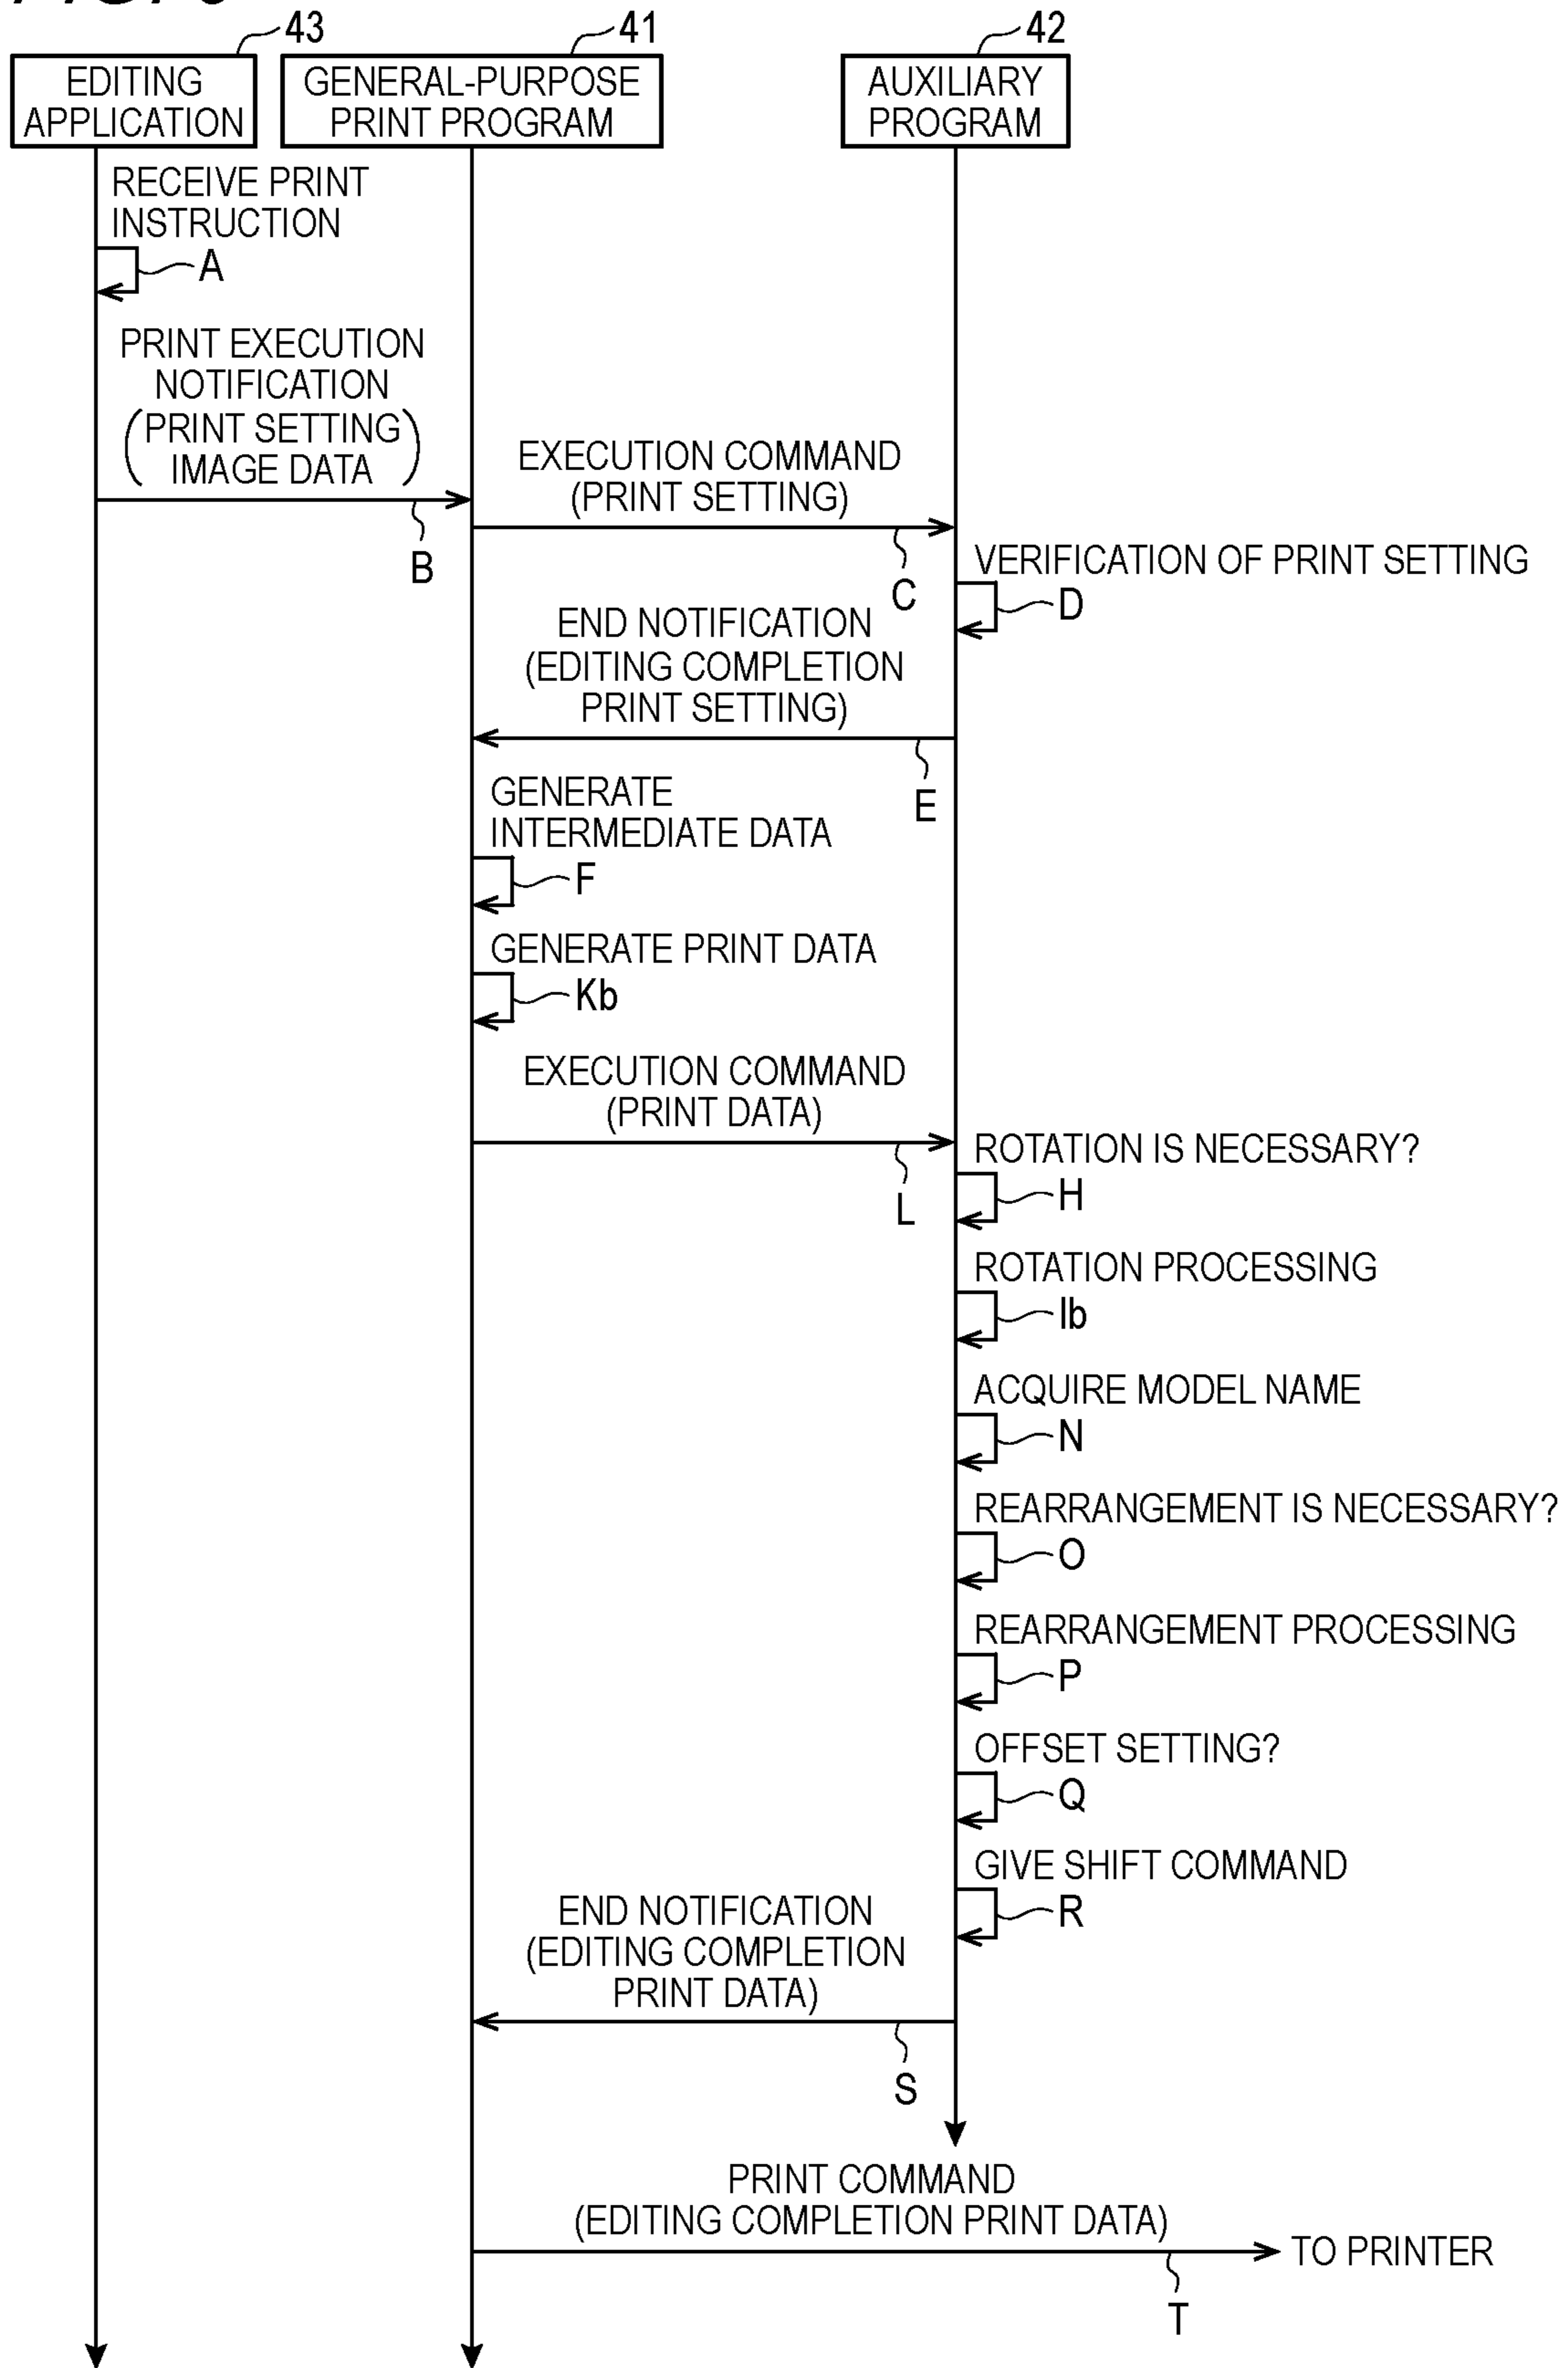 43
41
42
EDITING
APPLICATION
GENERAL-PURPOSE
PRINT PROGRAM
AUXILIARY
PROGRAM
RECEIVE PRINT
INSTRUCTION
A
PRINT EXECUTION
NOTIFICATION
(PRINT SETTING
IMAGE DATA)
B
EXECUTION COMMAND
(PRINT SETTING)
C
VERIFICATION OF PRINT SETTING
D
END NOTIFICATION
(EDITING COMPLETION
PRINT SETTING)
E
GENERATE
INTERMEDIATE DATA
F
GENERATE PRINT DATA
Kb
EXECUTION COMMAND
(PRINT DATA)
L
ROTATION IS NECESSARY?
H
ROTATION PROCESSING
Ib
ACQUIRE MODEL NAME
N
REARRANGEMENT IS NECESSARY?
O
REARRANGEMENT PROCESSING
P
OFFSET SETTING?
Q
GIVE SHIFT COMMAND
R
END NOTIFICATION
(EDITING COMPLETION
PRINT DATA)
S
PRINT COMMAND
(EDITING COMPLETION PRINT DATA)
TO PRINTER
T